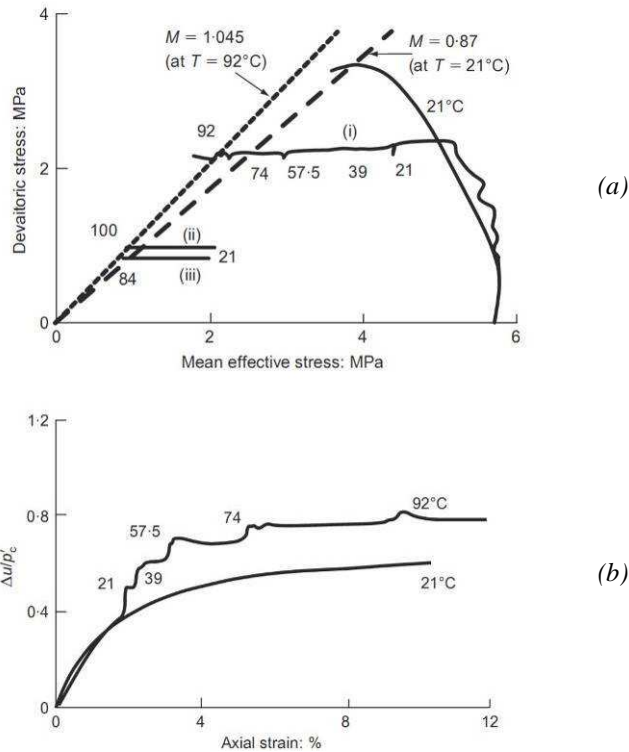 4
M = 1·045
(at T = 92°C)
M = 0·87
(at T = 21°C)
21°C
92
(i)
2
74
57·5
39
21
(a)
100
(ii)
21
84
(iii)
0
0
2
4
6
Devaitoric stress: MPa
Mean effective stress: MPa
1·2
0·8
74
92°C
57·5
(b)
21
39
21°C
0·4
0
0
4
8
12
Δu/p′c
Axial strain: %